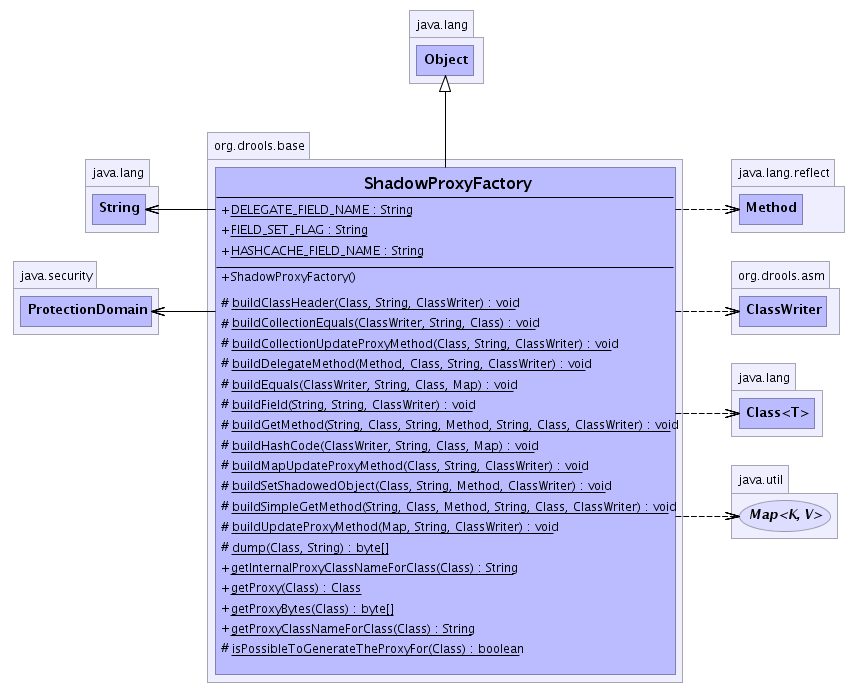 java.lang
Object
org.drools.base
java.lang
String
java.security
ProtectionDomain
ShadowProxyFactory
+DELEGATE_FIELD_NAME : String
+FIELD_SET_FLAG : String
+HASHCACHE_FIELD_NAME : String
+ShadowProxyFactory()
# buildClassHeader(Class, String, ClassWriter) : void
# buildCollectionEquals(ClassWriter, String, Class) : void
# buildCollectionUpdateProxyMethod(Class, String, ClassWriter) : void
# buildDelegateMethod(Method, Class, String, ClassWriter) : void
# buildEquals(ClassWriter, String, Class, Map) : void
# buildField(String, String, ClassWriter) : void
# buildGetMethod(String, Class, String, Method, String, Class, ClassWriter) : void
# buildHashCode(ClassWriter, String, Class, Map) : void
# buildMapUpdateProxyMethod(Class, String, ClassWriter) : void
# buildSetShadowedObject(Class, String, Method, ClassWriter) : void
# buildSimpleGetMethod(String, Class, Method, String, Class, ClassWriter) : void
# buildUpdateProxyMethod(Map, String, ClassWriter) : void
# dump(Class, String) : byte[]
+getInternalProxyClassNameForClass(Class) : String
+getProxy(Class) : Class
+getProxyBytes(Class) : byte[]
+getProxyClassNameForClass(Class) : String
# isPossibleToGenerateTheProxyFor(Class) : boolean
java.lang.reflect
Method
org.drools.asm
ClassWriter
java.lang
Class<T>
java.util
Map<K, V>